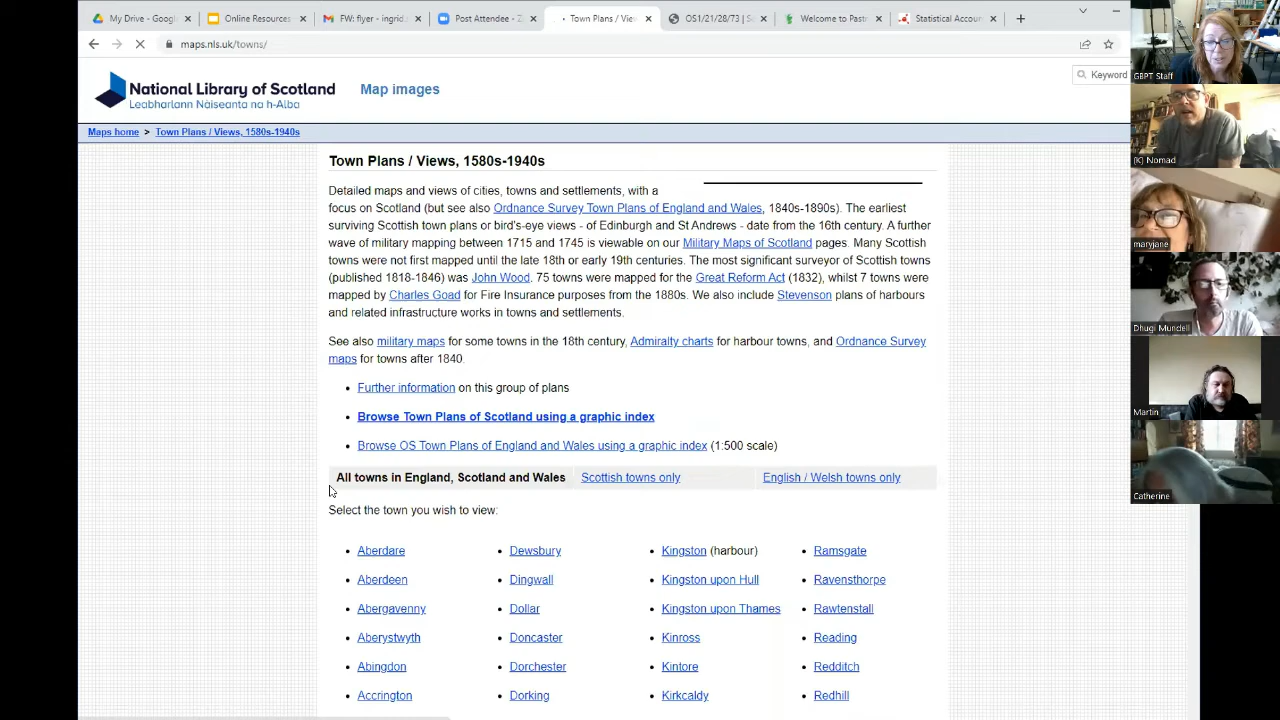 My Drive - Googl
Online Resources
FW: flyer - ingrid.
Post Attendee - Z
Town Plans / View
OS1/21/28/73 | Sc
Welcome to Pastm
Statistical Account
maps.nls.uk/towns/
National Library of Scotland
Leabharlann Nàiseanta na h-Alba
Map images
Keyword
Maps home > Town Plans / Views, 1580s-1940s
Town Plans / Views, 1580s-1940s
Detailed maps and views of cities, towns and settlements, with a
focus on Scotland (but see also Ordnance Survey Town Plans of England and Wales, 1840s-1890s). The earliest
surviving Scottish town plans or bird's-eye views - of Edinburgh and St Andrews - date from the 16th century. A further
wave of military mapping between 1715 and 1745 is viewable on our Military Maps of Scotland pages. Many Scottish
towns were not first mapped until the late 18th or early 19th centuries. The most significant surveyor of Scottish towns
(published 1818-1846) was John Wood. 75 towns were mapped for the Great Reform Act (1832), whilst 7 towns were
mapped by Charles Goad for Fire Insurance purposes from the 1880s. We also include Stevenson plans of harbours
and related infrastructure works in towns and settlements.
See also military maps for some towns in the 18th century, Admiralty charts for harbour towns, and Ordnance Survey
maps for towns after 1840.
• Further information on this group of plans
• Browse Town Plans of Scotland using a graphic index
• Browse OS Town Plans of England and Wales using a graphic index (1:500 scale)
All towns in England, Scotland and Wales Scottish towns only English / Welsh towns only
Select the town you wish to view:
• Aberdare
• Aberdeen
• Abergavenny
• Aberystwyth
• Abingdon
• Accrington
• Dewsbury
• Dingwall
• Dollar
• Doncaster
• Dorchester
• Dorking
• Kingston (harbour)
• Kingston upon Hull
• Kingston upon Thames
• Kinross
• Kintore
• Kirkcaldy
• Ramsgate
• Ravensthorpe
• Rawtenstall
• Reading
• Redditch
• Redhill
GBPT Staff
(K) Nomad
maryjane
Dhugi Mundell
Martin
Catherine